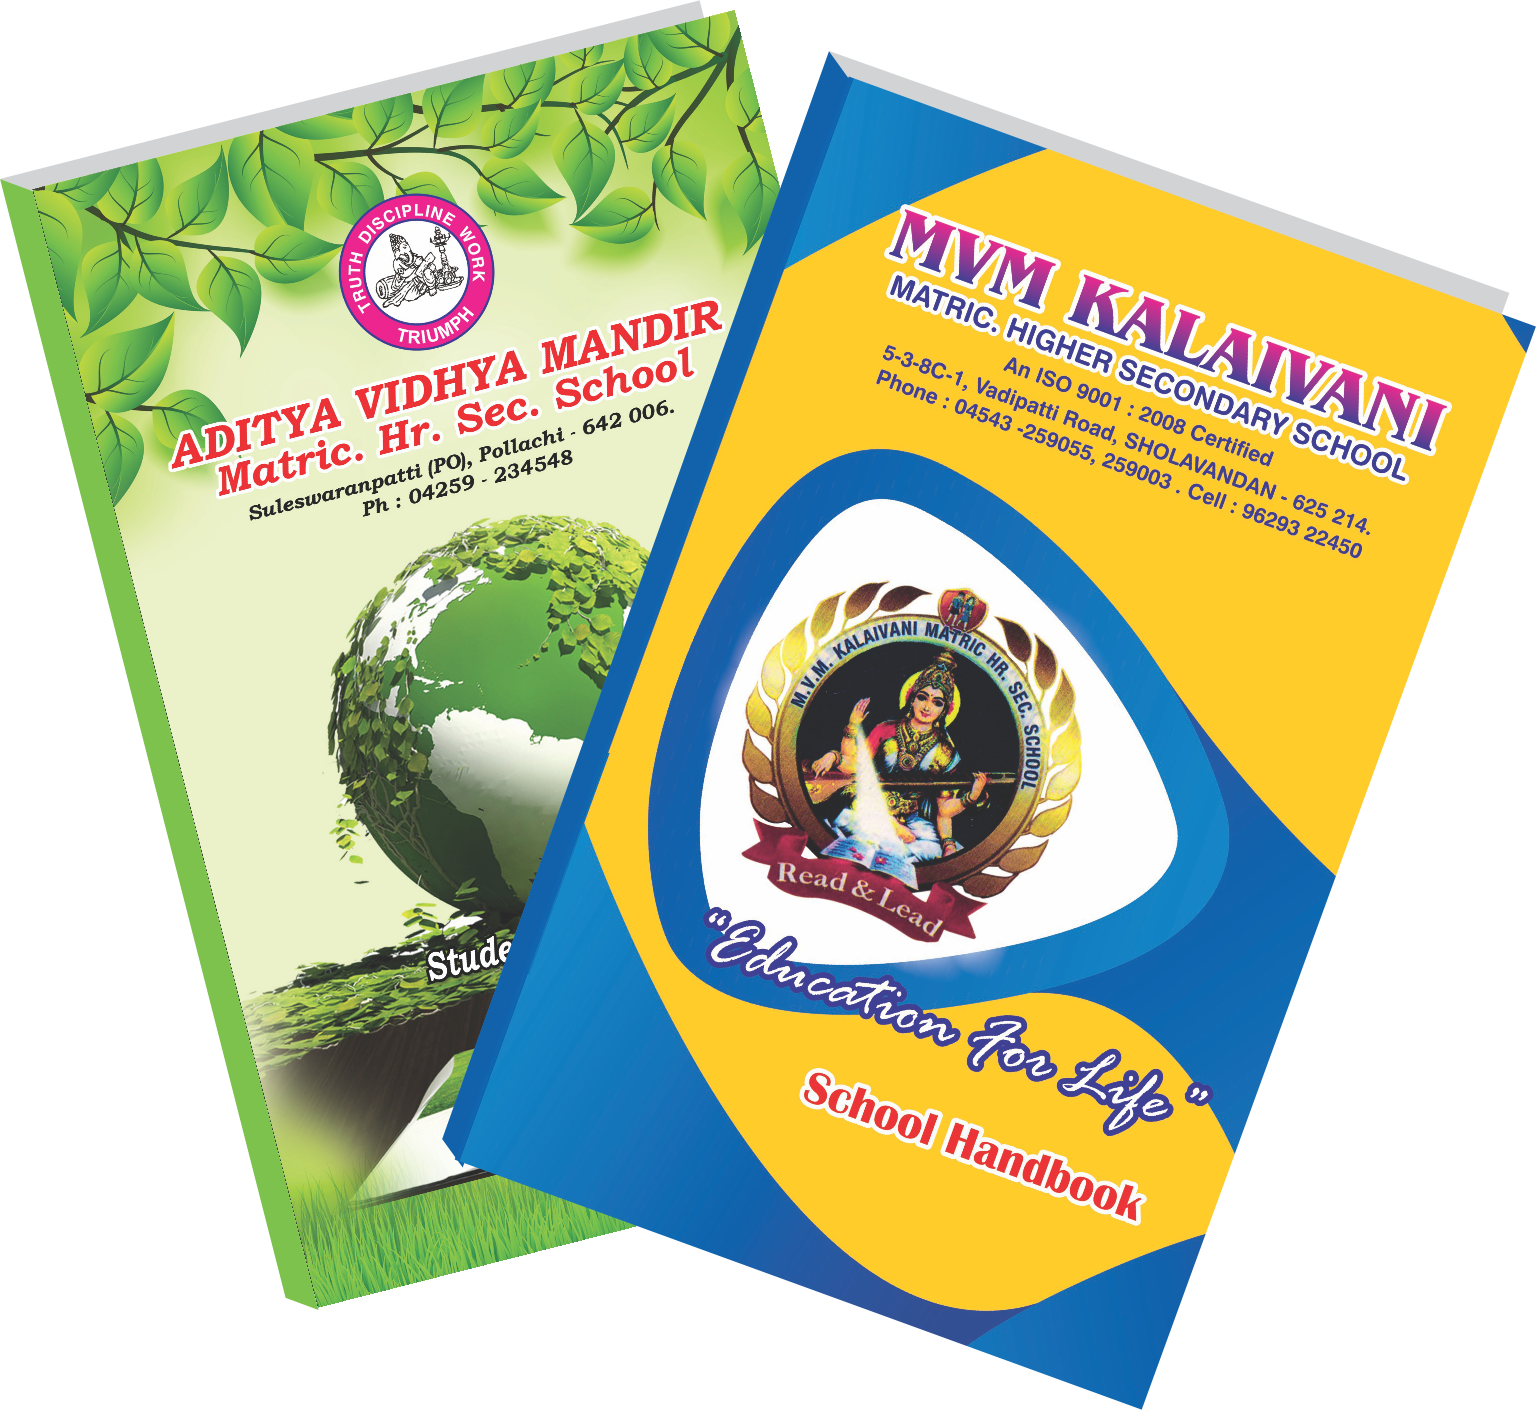 TRUTH DISCIPLINE WORK
TRIUMPH
ADITYA VIDHYA MANDIR
Matric. Hr. Sec. School
Suleswaranpatti (PO), Pollachi - 642 006.
Ph : 04259 - 234548
Stude
MVM KALAIVANI
MATRIC. HIGHER SECONDARY SCHOOL
An ISO 9001 : 2008 Certified
5-3-8C-1, Vadipatti Road, SHOLAVANDAN - 625 214.
Phone : 04543 -259055, 259003 . Cell : 96293 22450
M.V.M. KALAIVANI MATRIC HR. SEC. SCHOOL
Read & Lead
“Education For Life ”
School Handbook